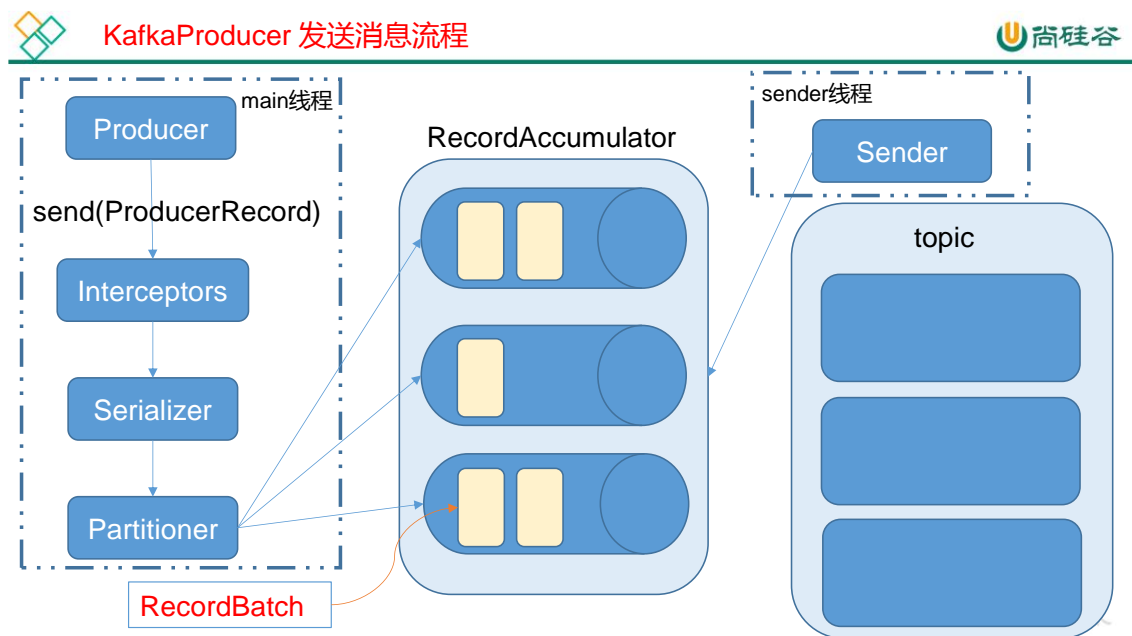 KafkaProducer 发送消息流程
尚硅谷
main线程
Producer
send(ProducerRecord)
Interceptors
Serializer
Partitioner
RecordBatch
RecordAccumulator
sender线程
Sender
topic